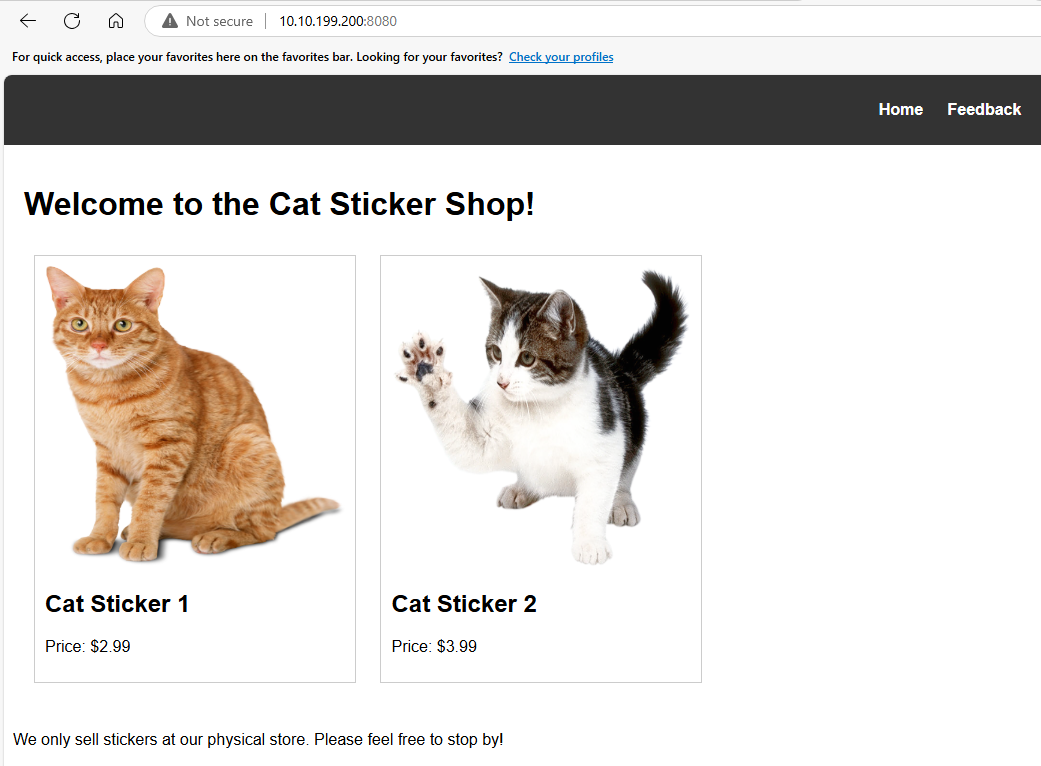 Not secure 10.10.199.200:8080
For quick access, place your favorites here on the favorites bar. Looking for your favorites? Check your profiles
Home Feedback
Welcome to the Cat Sticker Shop!
Cat Sticker 1 Cat Sticker 2
Price: $2.99 Price: $3.99
We only sell stickers at our physical store. Please feel free to stop by!